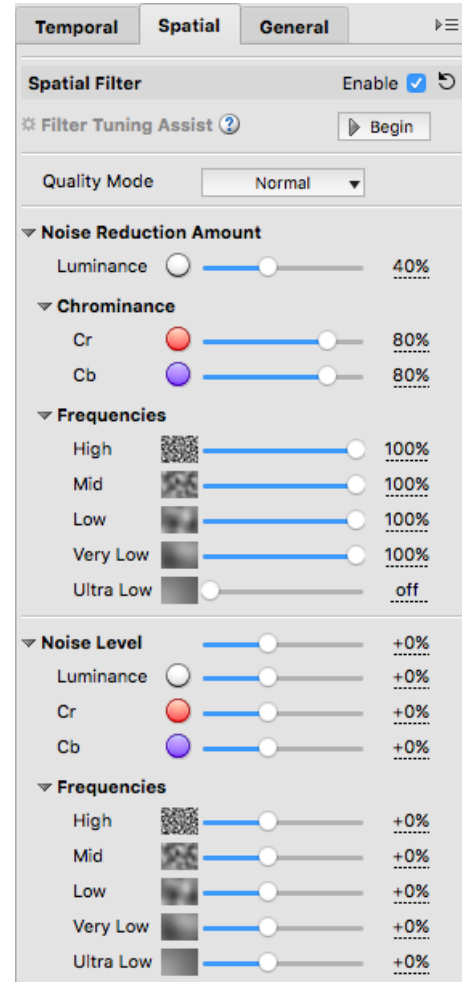 Temporal Spatial General
Spatial Filter Enable
Filter Tuning Assist ? Begin
Quality Mode Normal
Noise Reduction Amount
Luminance 40%
Chrominance
Cr 80%
Cb 80%
Frequencies
High 100%
Mid 100%
Low 100%
Very Low 100%
Ultra Low off
Noise Level +0%
Luminance +0%
Cr +0%
Cb +0%
Frequencies
High +0%
Mid +0%
Low +0%
Very Low +0%
Ultra Low +0%